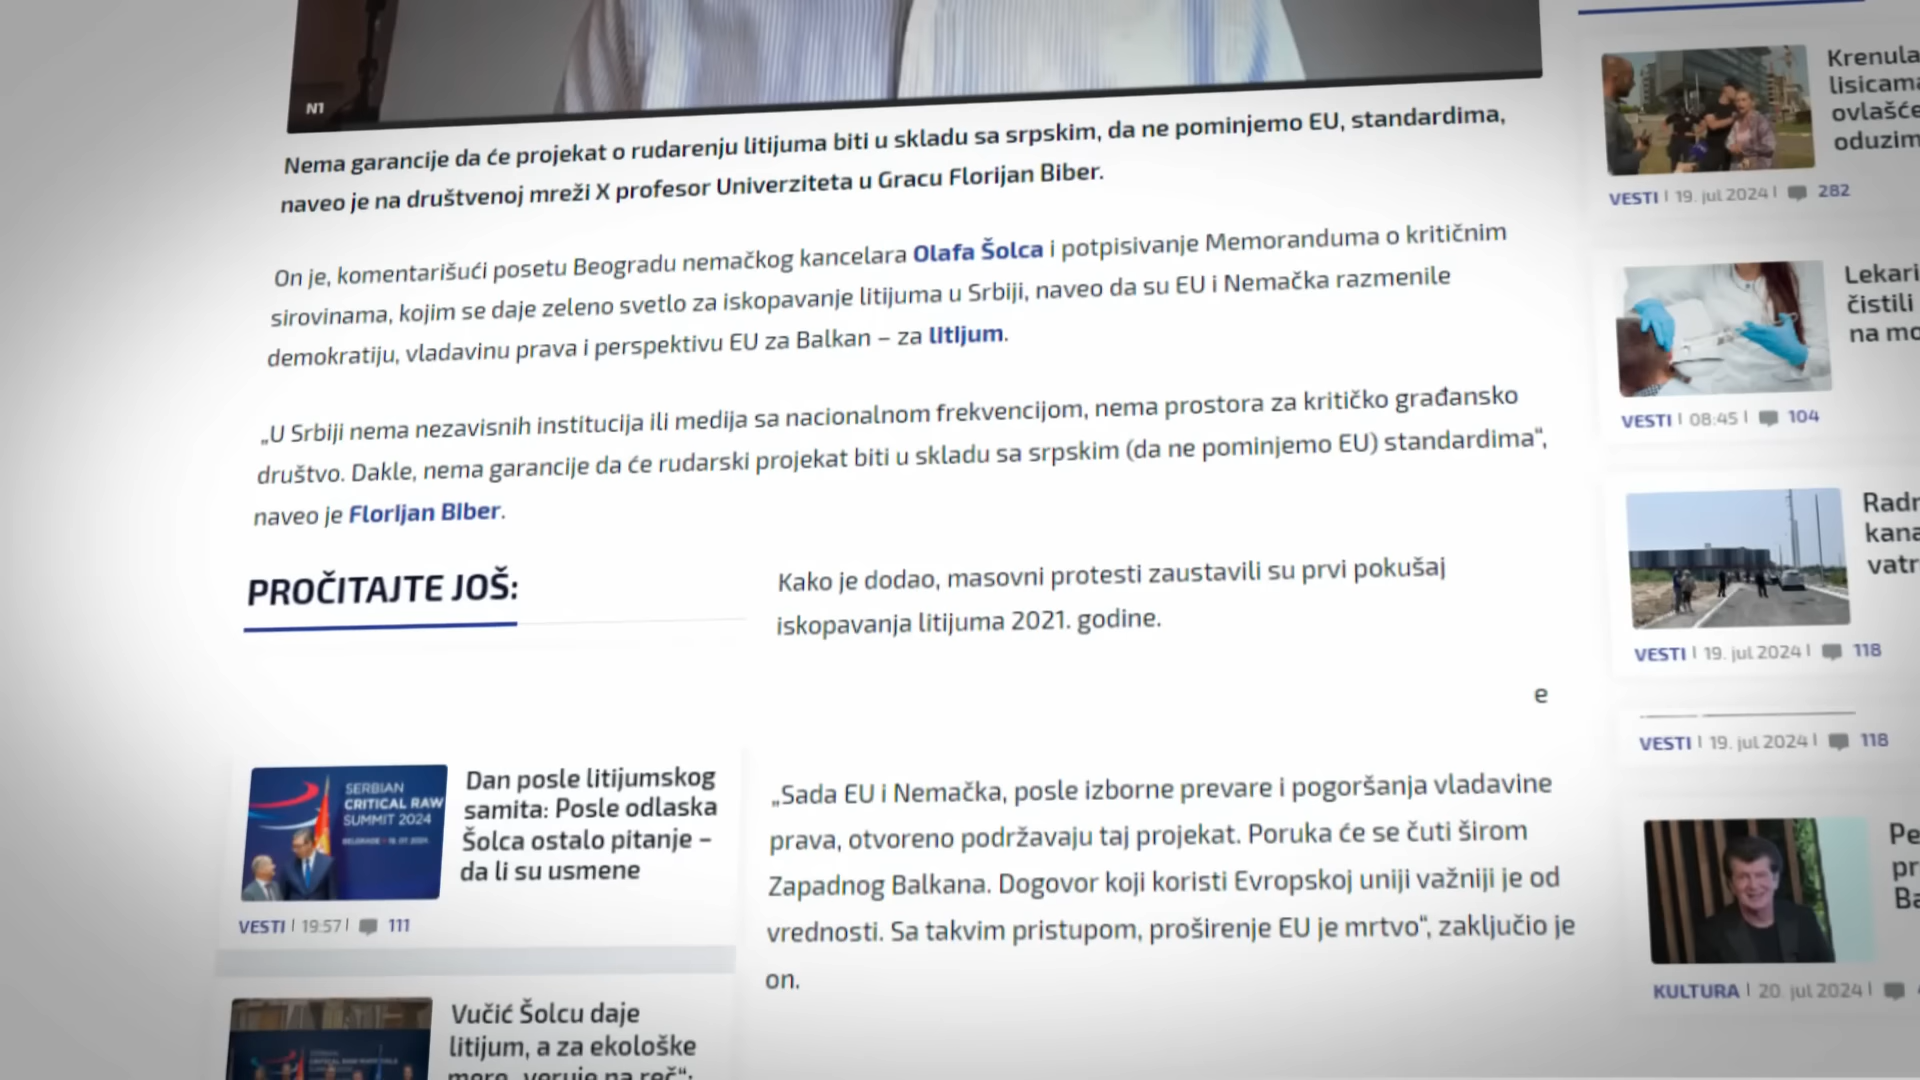 N1
Nema garancije da će projekat o rudarenju litijuma biti u skladu sa srpskim, da ne pominjemo EU, standardima,
naveo je na društvenoj mreži X profesor Univerziteta u Gracu Florijan Biber.
On je, komentarišući posetu Beogradu nemačkog kancelara Olafa Šolca i potpisivanje Memoranduma o kritičnim
sirovinama, kojim se daje zeleno svetlo za iskopavanje litijuma u Srbiji, naveo da su EU i Nemačka razmenile
demokratiju, vladavinu prava i perspektivu EU za Balkan – za litijum.
„U Srbiji nema nezavisnih institucija ili medija sa nacionalnom frekvencijom, nema prostora za kritičko građansko
društvo. Dakle, nema garancije da će rudarski projekat biti u skladu sa srpskim (da ne pominjemo EU) standardima“,
naveo je Florijan Biber.
PROČITAJTE JOŠ:
Kako je dodao, masovni protesti zaustavili su prvi pokušaj
iskopavanja litijuma 2021. godine.
e
SERBIAN
CRITICAL RAW
SUMMIT 2024
Dan posle litijumskog
samita: Posle odlaska
Šolca ostalo pitanje –
da li su usmene
VESTI | 19:57 | 111
„Sada EU i Nemačka, posle izborne prevare i pogoršanja vladavine
prava, otvoreno podržavaju taj projekat. Poruka će se čuti širom
Zapadnog Balkana. Dogovor koji koristi Evropskoj uniji važniji je od
vrednosti. Sa takvim pristupom, proširenje EU je mrtvo“, zaključio je
on.
Vučić Šolcu daje
litijum, a za ekološke
more „veruje na reč“:
Krenula
lisicama
ovlašće
oduzim
VESTI | 19. jul 2024 | 282
Lekari
čistili
na mo
VESTI | 08:45 | 104
Radn
kana
vatr
VESTI | 19. jul 2024 | 118
VESTI | 19. jul 2024 | 118
Pe
pr
Ba
KULTURA | 20. jul 2024 |